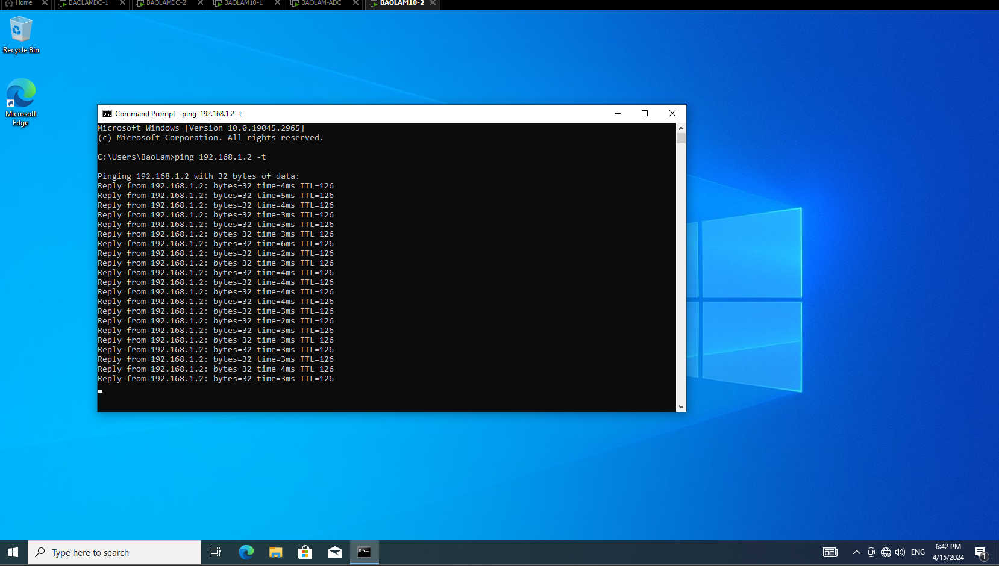 Home
BAOLAMDC-1
BAOLAMDC-2
BAOLAM10-1
BAOLAM-ADC
BAOLAM10-2
Recycle Bin
Microsoft
Edge
Command Prompt - ping  192.168.1.2 -t
Microsoft Windows [Version 10.0.19045.2965]
(c) Microsoft Corporation. All rights reserved.
C:\Users\BaoLam>ping 192.168.1.2 -t
Pinging 192.168.1.2 with 32 bytes of data:
Reply from 192.168.1.2: bytes=32 time=4ms TTL=126
Reply from 192.168.1.2: bytes=32 time=5ms TTL=126
Reply from 192.168.1.2: bytes=32 time=4ms TTL=126
Reply from 192.168.1.2: bytes=32 time=3ms TTL=126
Reply from 192.168.1.2: bytes=32 time=3ms TTL=126
Reply from 192.168.1.2: bytes=32 time=3ms TTL=126
Reply from 192.168.1.2: bytes=32 time=6ms TTL=126
Reply from 192.168.1.2: bytes=32 time=2ms TTL=126
Reply from 192.168.1.2: bytes=32 time=3ms TTL=126
Reply from 192.168.1.2: bytes=32 time=4ms TTL=126
Reply from 192.168.1.2: bytes=32 time=4ms TTL=126
Reply from 192.168.1.2: bytes=32 time=4ms TTL=126
Reply from 192.168.1.2: bytes=32 time=4ms TTL=126
Reply from 192.168.1.2: bytes=32 time=3ms TTL=126
Reply from 192.168.1.2: bytes=32 time=2ms TTL=126
Reply from 192.168.1.2: bytes=32 time=3ms TTL=126
Reply from 192.168.1.2: bytes=32 time=3ms TTL=126
Reply from 192.168.1.2: bytes=32 time=3ms TTL=126
Reply from 192.168.1.2: bytes=32 time=3ms TTL=126
Reply from 192.168.1.2: bytes=32 time=4ms TTL=126
Reply from 192.168.1.2: bytes=32 time=3ms TTL=126
Type here to search
ENG
6:42 PM
4/15/2024
1